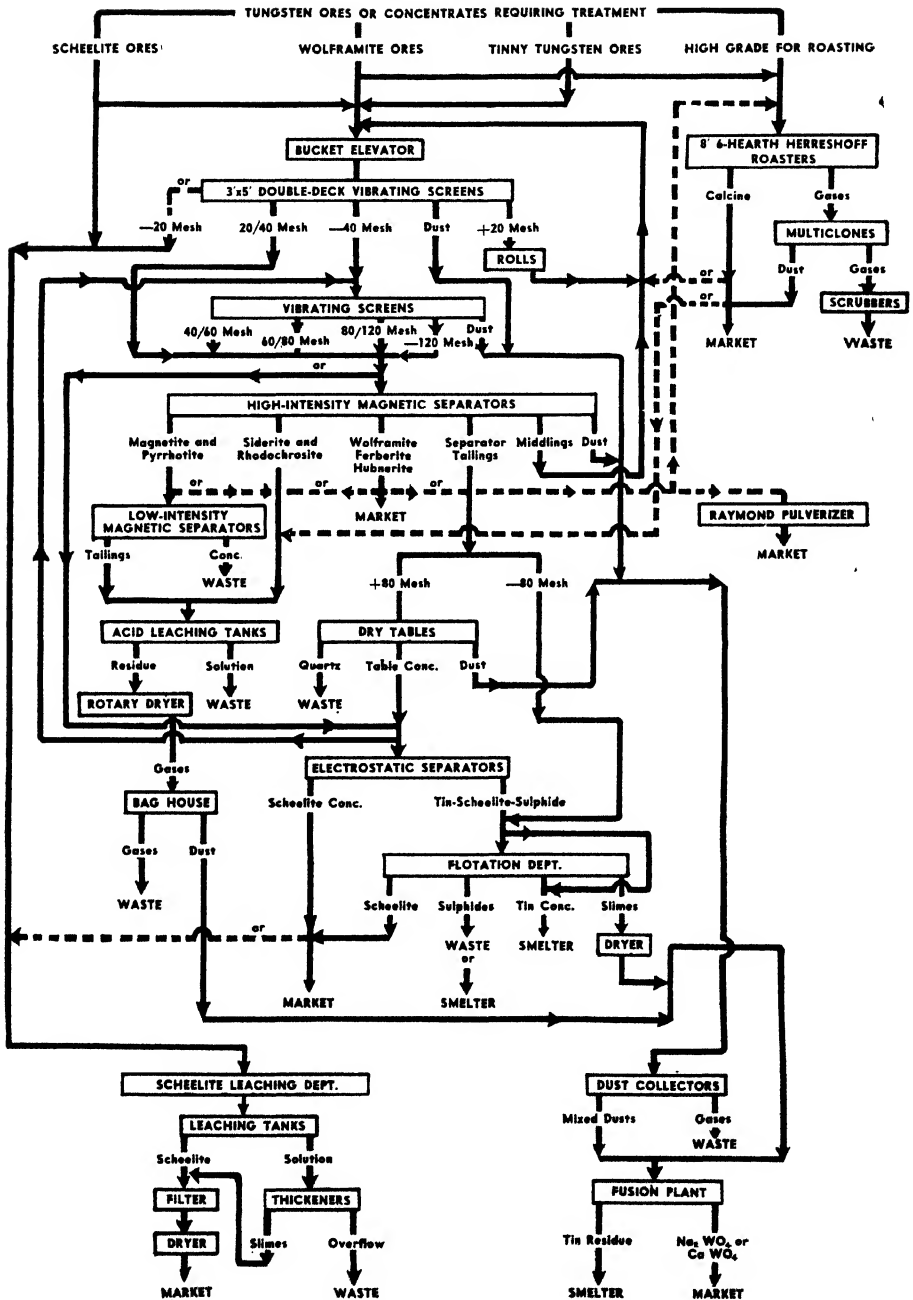 TUNGSTEN ORES OR CONCENTRATES REQUIRING TREATMENT
SCHEELITE ORES
WOLFRAMITE ORES
TINNY TUNGSTEN ORES
HIGH GRADE FOR ROASTING
BUCKET ELEVATOR
8' 6-HEARTH HERRESHOFF
ROASTERS
or
3'x5' DOUBLE-DECK VIBRATING SCREENS
Calcine
Gases
—20 Mesh
20/40 Mesh
—40 Mesh
Dust
+20 Mesh
MULTICLONES
ROLLS
or
Dust
Gases
or
VIBRATING SCREENS
SCRUBBERS
40/60 Mesh
60/80 Mesh
80/120 Mesh
—120 Mesh
Dust
MARKET
WASTE
or
HIGH-INTENSITY MAGNETIC SEPARATORS
Magnetite and
Pyrrhotite
Siderite and
Rhodochrosite
Wolframite
Ferberite
Hubnerite
Separator
Tailings
Middlings
Dust
or
or
or
MARKET
LOW-INTENSITY
MAGNETIC SEPARATORS
RAYMOND PULVERIZER
Tailings
Conc.
WASTE
MARKET
+80 Mesh
—80 Mesh
ACID LEACHING TANKS
DRY TABLES
Residue
Solution
Quartz
Table Conc.
Dust
ROTARY DRYER
WASTE
WASTE
Gases
ELECTROSTATIC SEPARATORS
BAG HOUSE
Scheelite Conc.
Tin-Scheelite-Sulphide
Gases
Dust
FLOTATION DEPT.
WASTE
Scheelite
Sulphides
Tin Conc.
Slimes
or
WASTE
or
SMELTER
SMELTER
DRYER
MARKET
SCHEELITE LEACHING DEPT.
DUST COLLECTORS
LEACHING TANKS
Mixed Dusts
Gases
WASTE
Scheelite
Solution
FILTER
THICKENERS
FUSION PLANT
DRYER
Slimes
Overflow
Tin Residue
Na₂ WO₄ or
Ca WO₄
MARKET
WASTE
SMELTER
MARKET